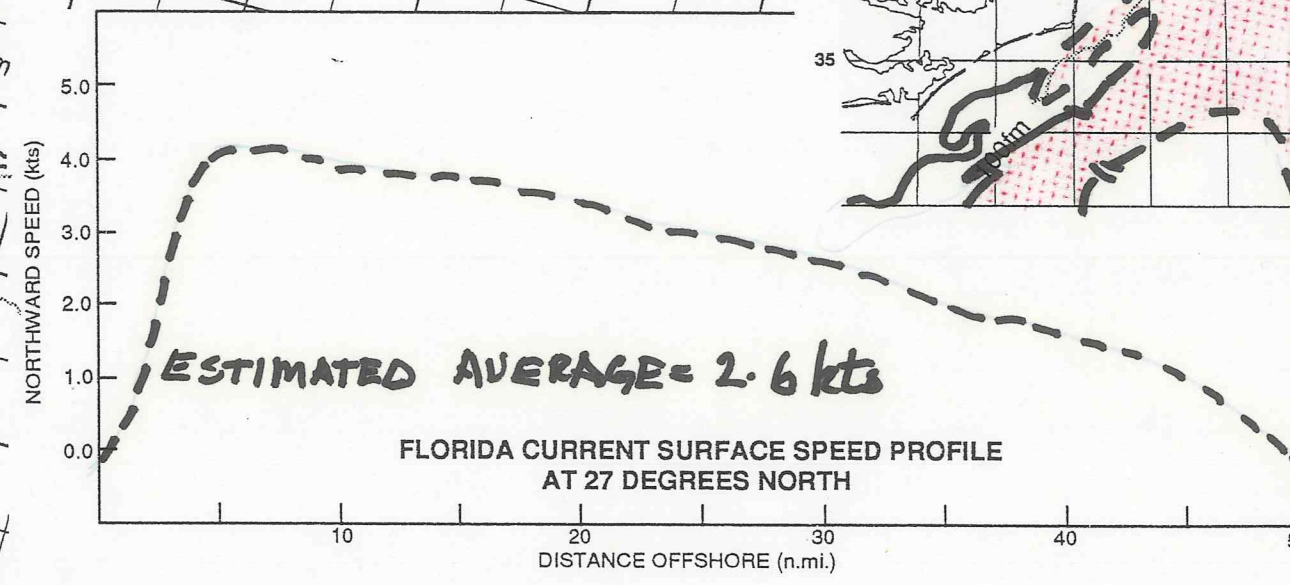 5.0
4.0
3.0
2.0
1.0
0.0
NORTHWARD SPEED (kts)
35
100fm
ESTIMATED AVERAGE= 2.6 kts
FLORIDA CURRENT SURFACE SPEED PROFILE
AT 27 DEGREES NORTH
10
20
30
40
DISTANCE OFFSHORE (n.mi.)